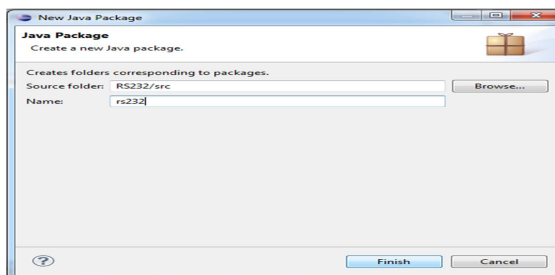 New Java Package
Java Package
Create a new Java package.
Creates folders corresponding to packages.
Source folder: RS232/src Browse...
Name: rs232
? Finish Cancel